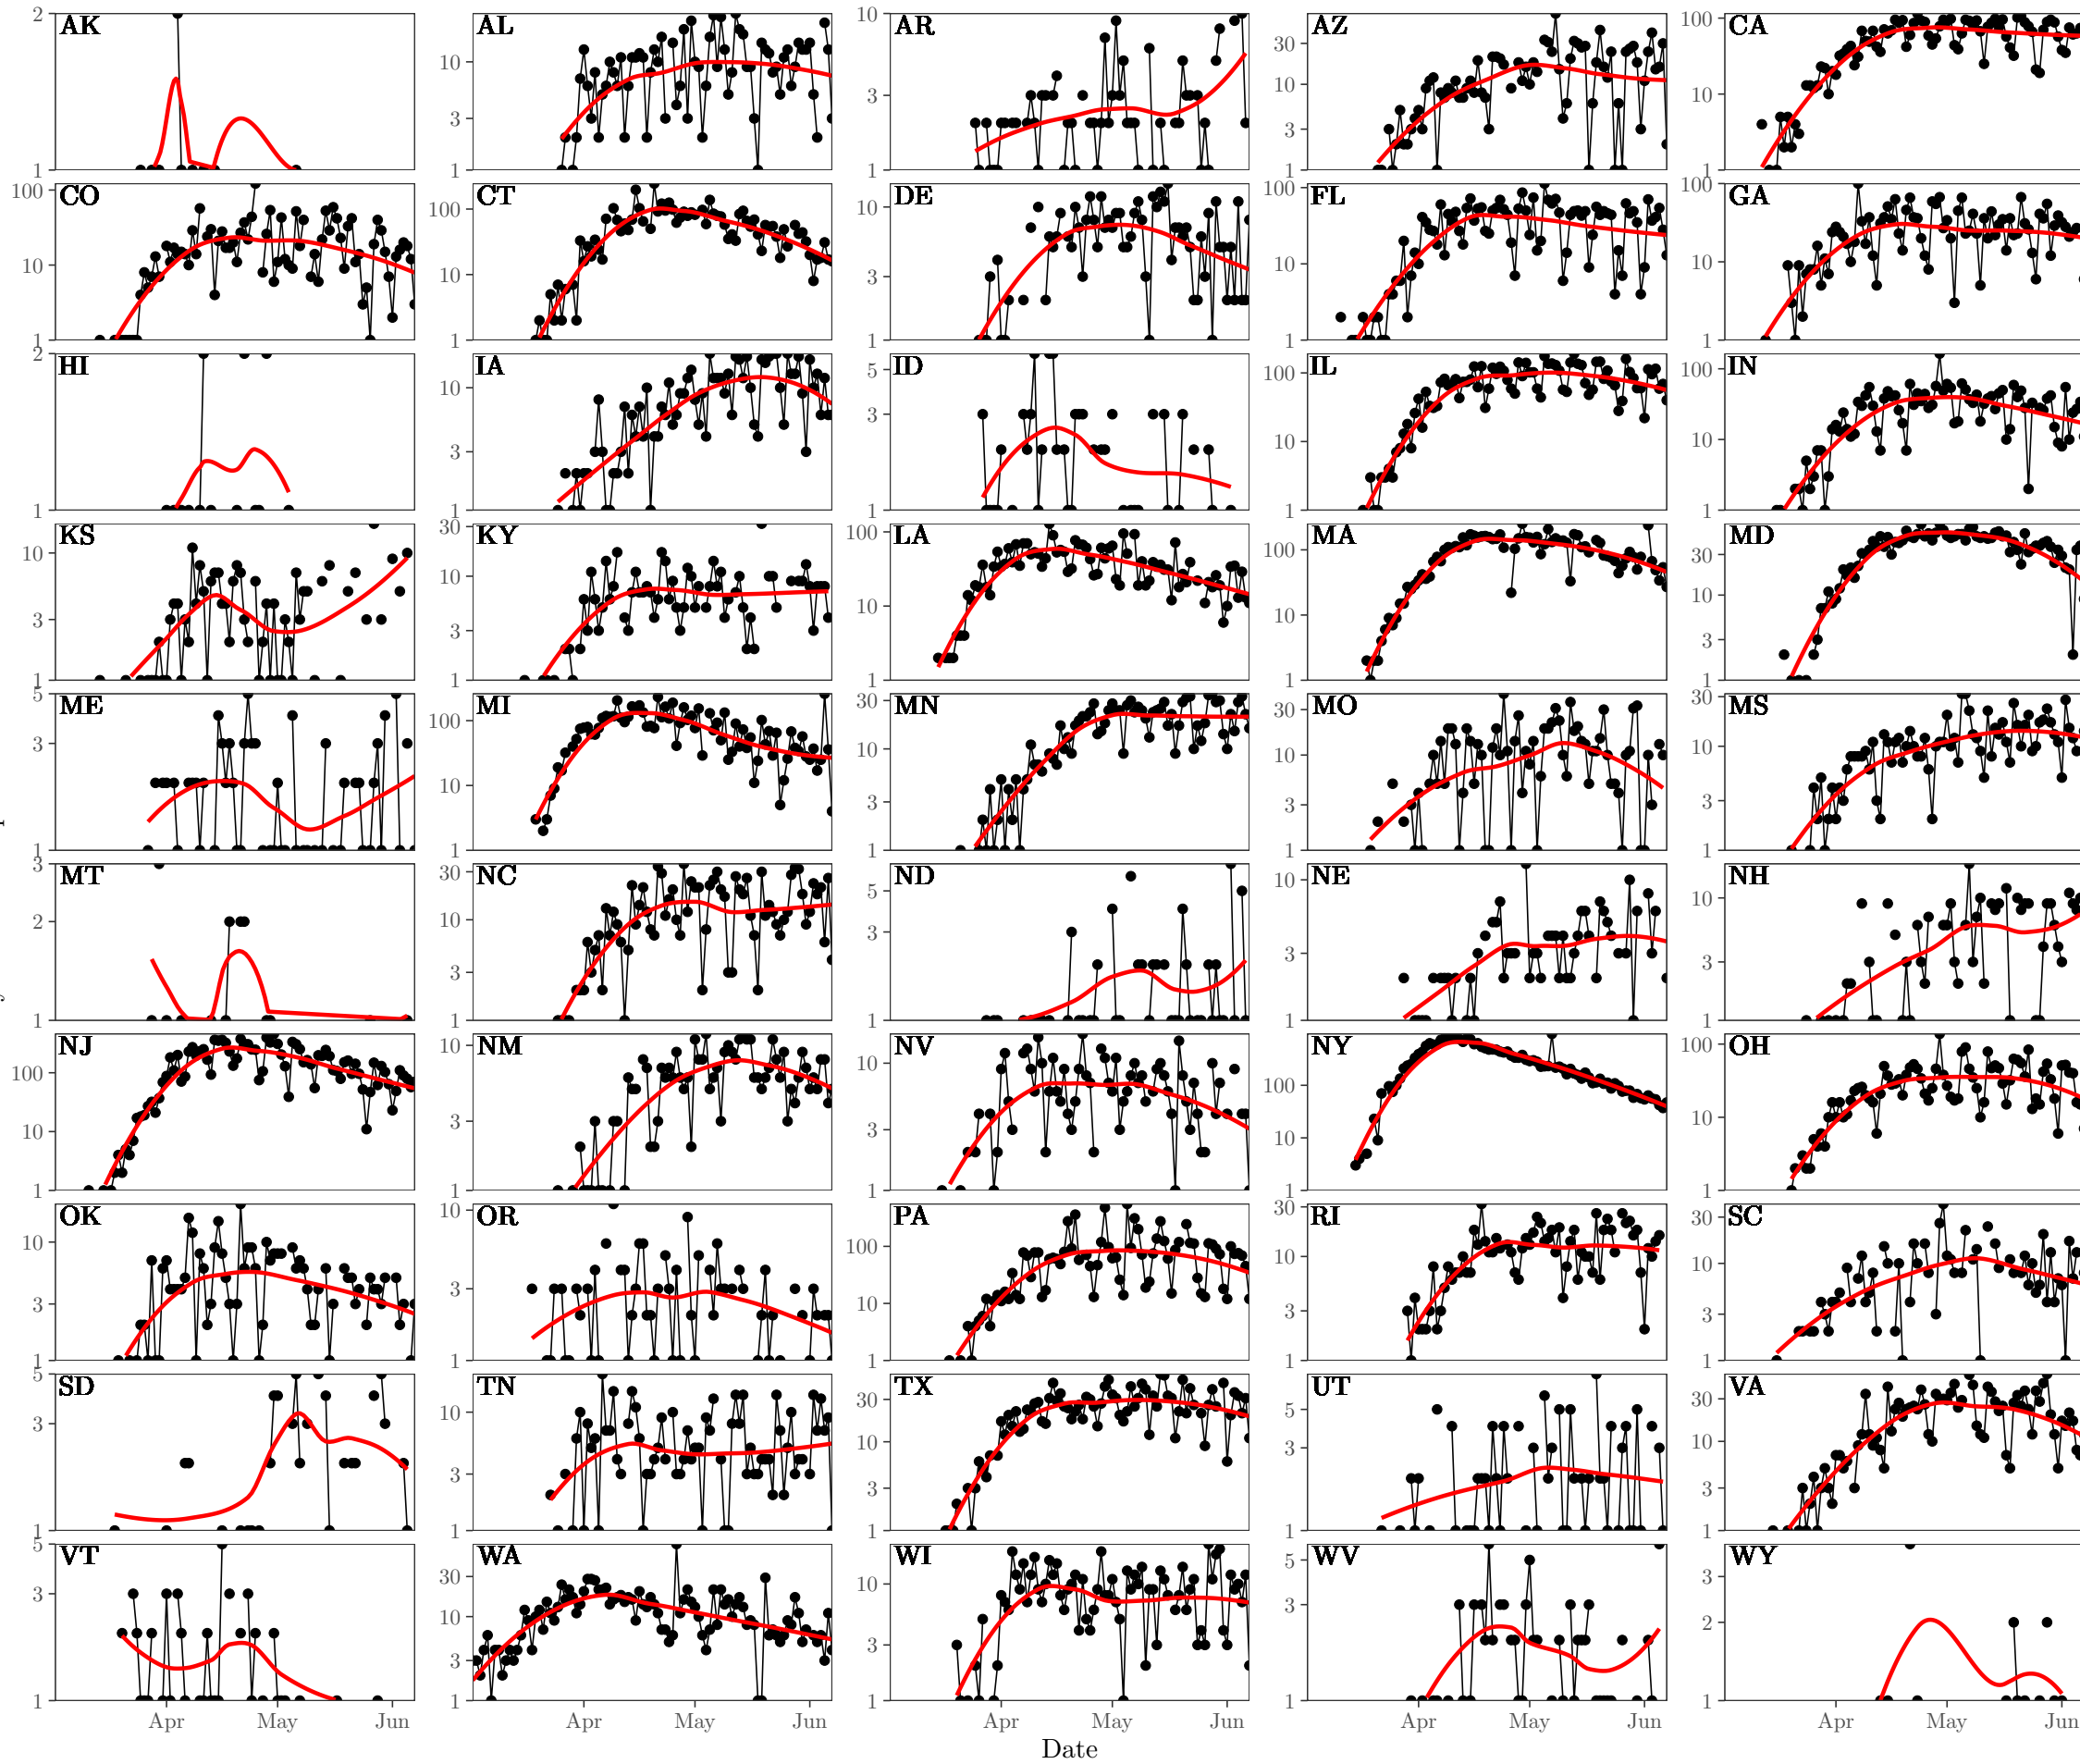 AK AL AR AZ CA
2 10 10 30 100
3 3 10 10
3
1 1 1 1 1
CO CT DE FL GA
100 100 10 100 100
10 10 3 10 10
1 1 1 1 1
HI IA ID IL IN
2 10 5 100 100
3 3 10 10
1 1 1 1 1
KS KY LA MA MD
10 30 100 100 30
3 10 10 10 10
3 3
1 1 1 1 1
ME MI MN MO MS
5 100 30 30 30
3 10 10 10 10
3 3 3
1 1 1 1 1
MT NC ND NE NH
3 30 5 10 10
2 10 3 3 3
3
1 1 1 1 1
NJ NM NV NY OH
100 10 10 100 100
10 3 3 10 10
1 1 1 1 1
OK OR PA RI SC
10 10 100 30 30
3 3 10 10 10
3 3
1 1 1 1 1
SD TN TX UT VA
5 10 30 5 30
3 3 10 3 10
3 3
1 1 1 1 1
VT WA WI WV WY
5 30 10 5 3
3 10 3 3 2
3
1 1 1 1 1
Apr May Jun Apr May Jun Apr May Jun Apr May Jun Apr May Jun
Date